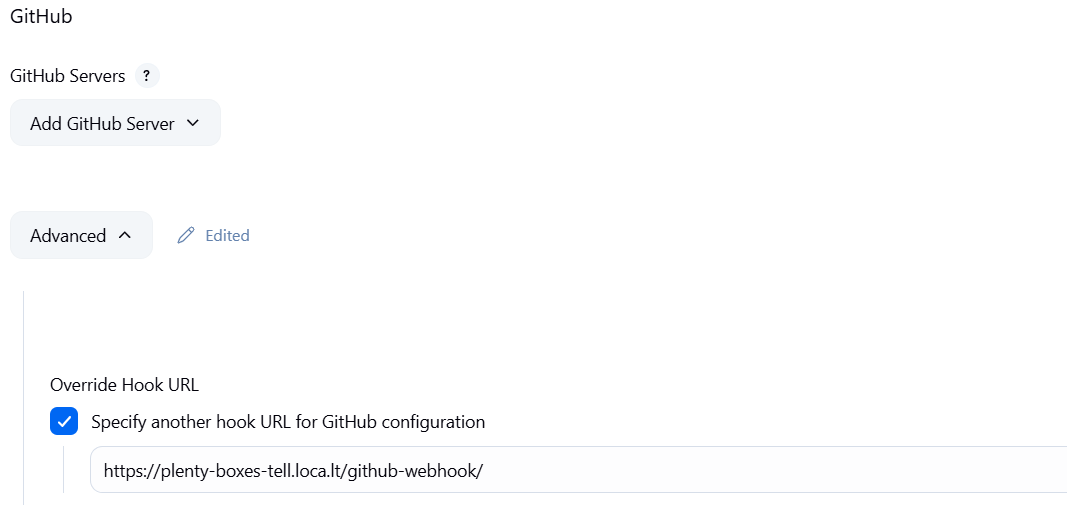 GitHub
GitHub Servers ?
Add GitHub Server
Advanced Edited
Override Hook URL
Specify another hook URL for GitHub configuration
https://plenty-boxes-tell.loca.lt/github-webhook/